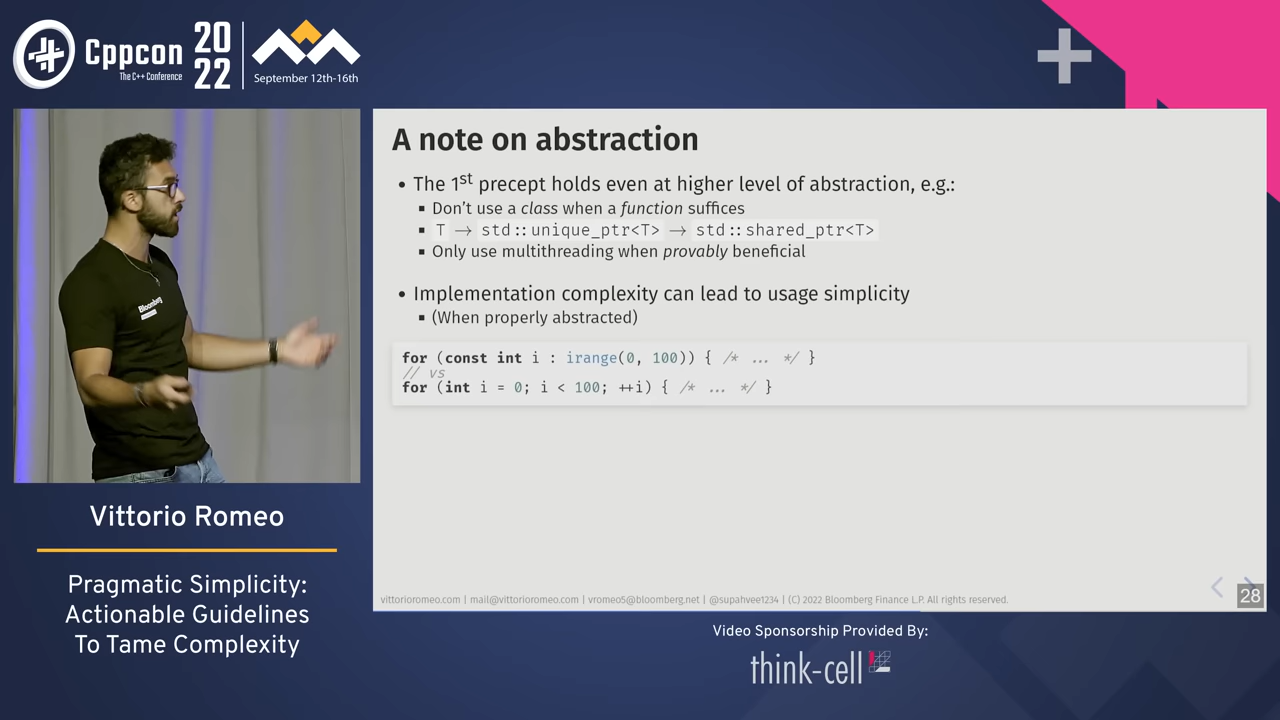 Cppcon
The C++ Conference
20
22
September 12th-16th
A note on abstraction
• The 1st precept holds even at higher level of abstraction, e.g.:
▪ Don't use a class when a function suffices
▪ T → std::unique_ptr<T> → std::shared_ptr<T>
▪ Only use multithreading when provably beneficial
• Implementation complexity can lead to usage simplicity
▪ (When properly abstracted)
for (const int i : irange(0, 100)) { /* ... */ }
// vs
for (int i = 0; i < 100; ++i) { /* ... */ }
vittorioromeo.com | mail@vittorioromeo.com | vromeo5@bloomberg.net | @supahvee1234 | (C) 2022 Bloomberg Finance L.P. All rights reserved.
28
Bloomberg
Vittorio Romeo
Pragmatic Simplicity:
Actionable Guidelines
To Tame Complexity
Video Sponsorship Provided By:
think-cell